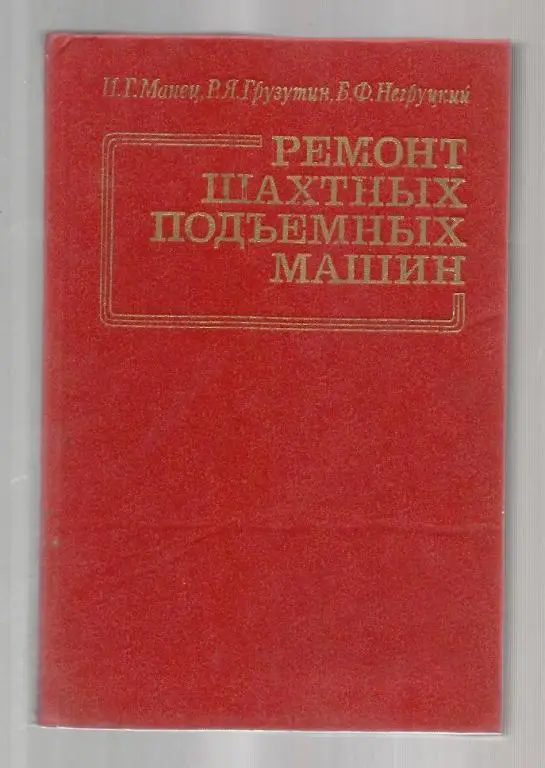 И.Г.Манец, Р.Я.Грузутин, Б.Ф.Негруцкий
РЕМОНТ
ШАХТНЫХ
ПОДЪЕМНЫХ
МАШИН